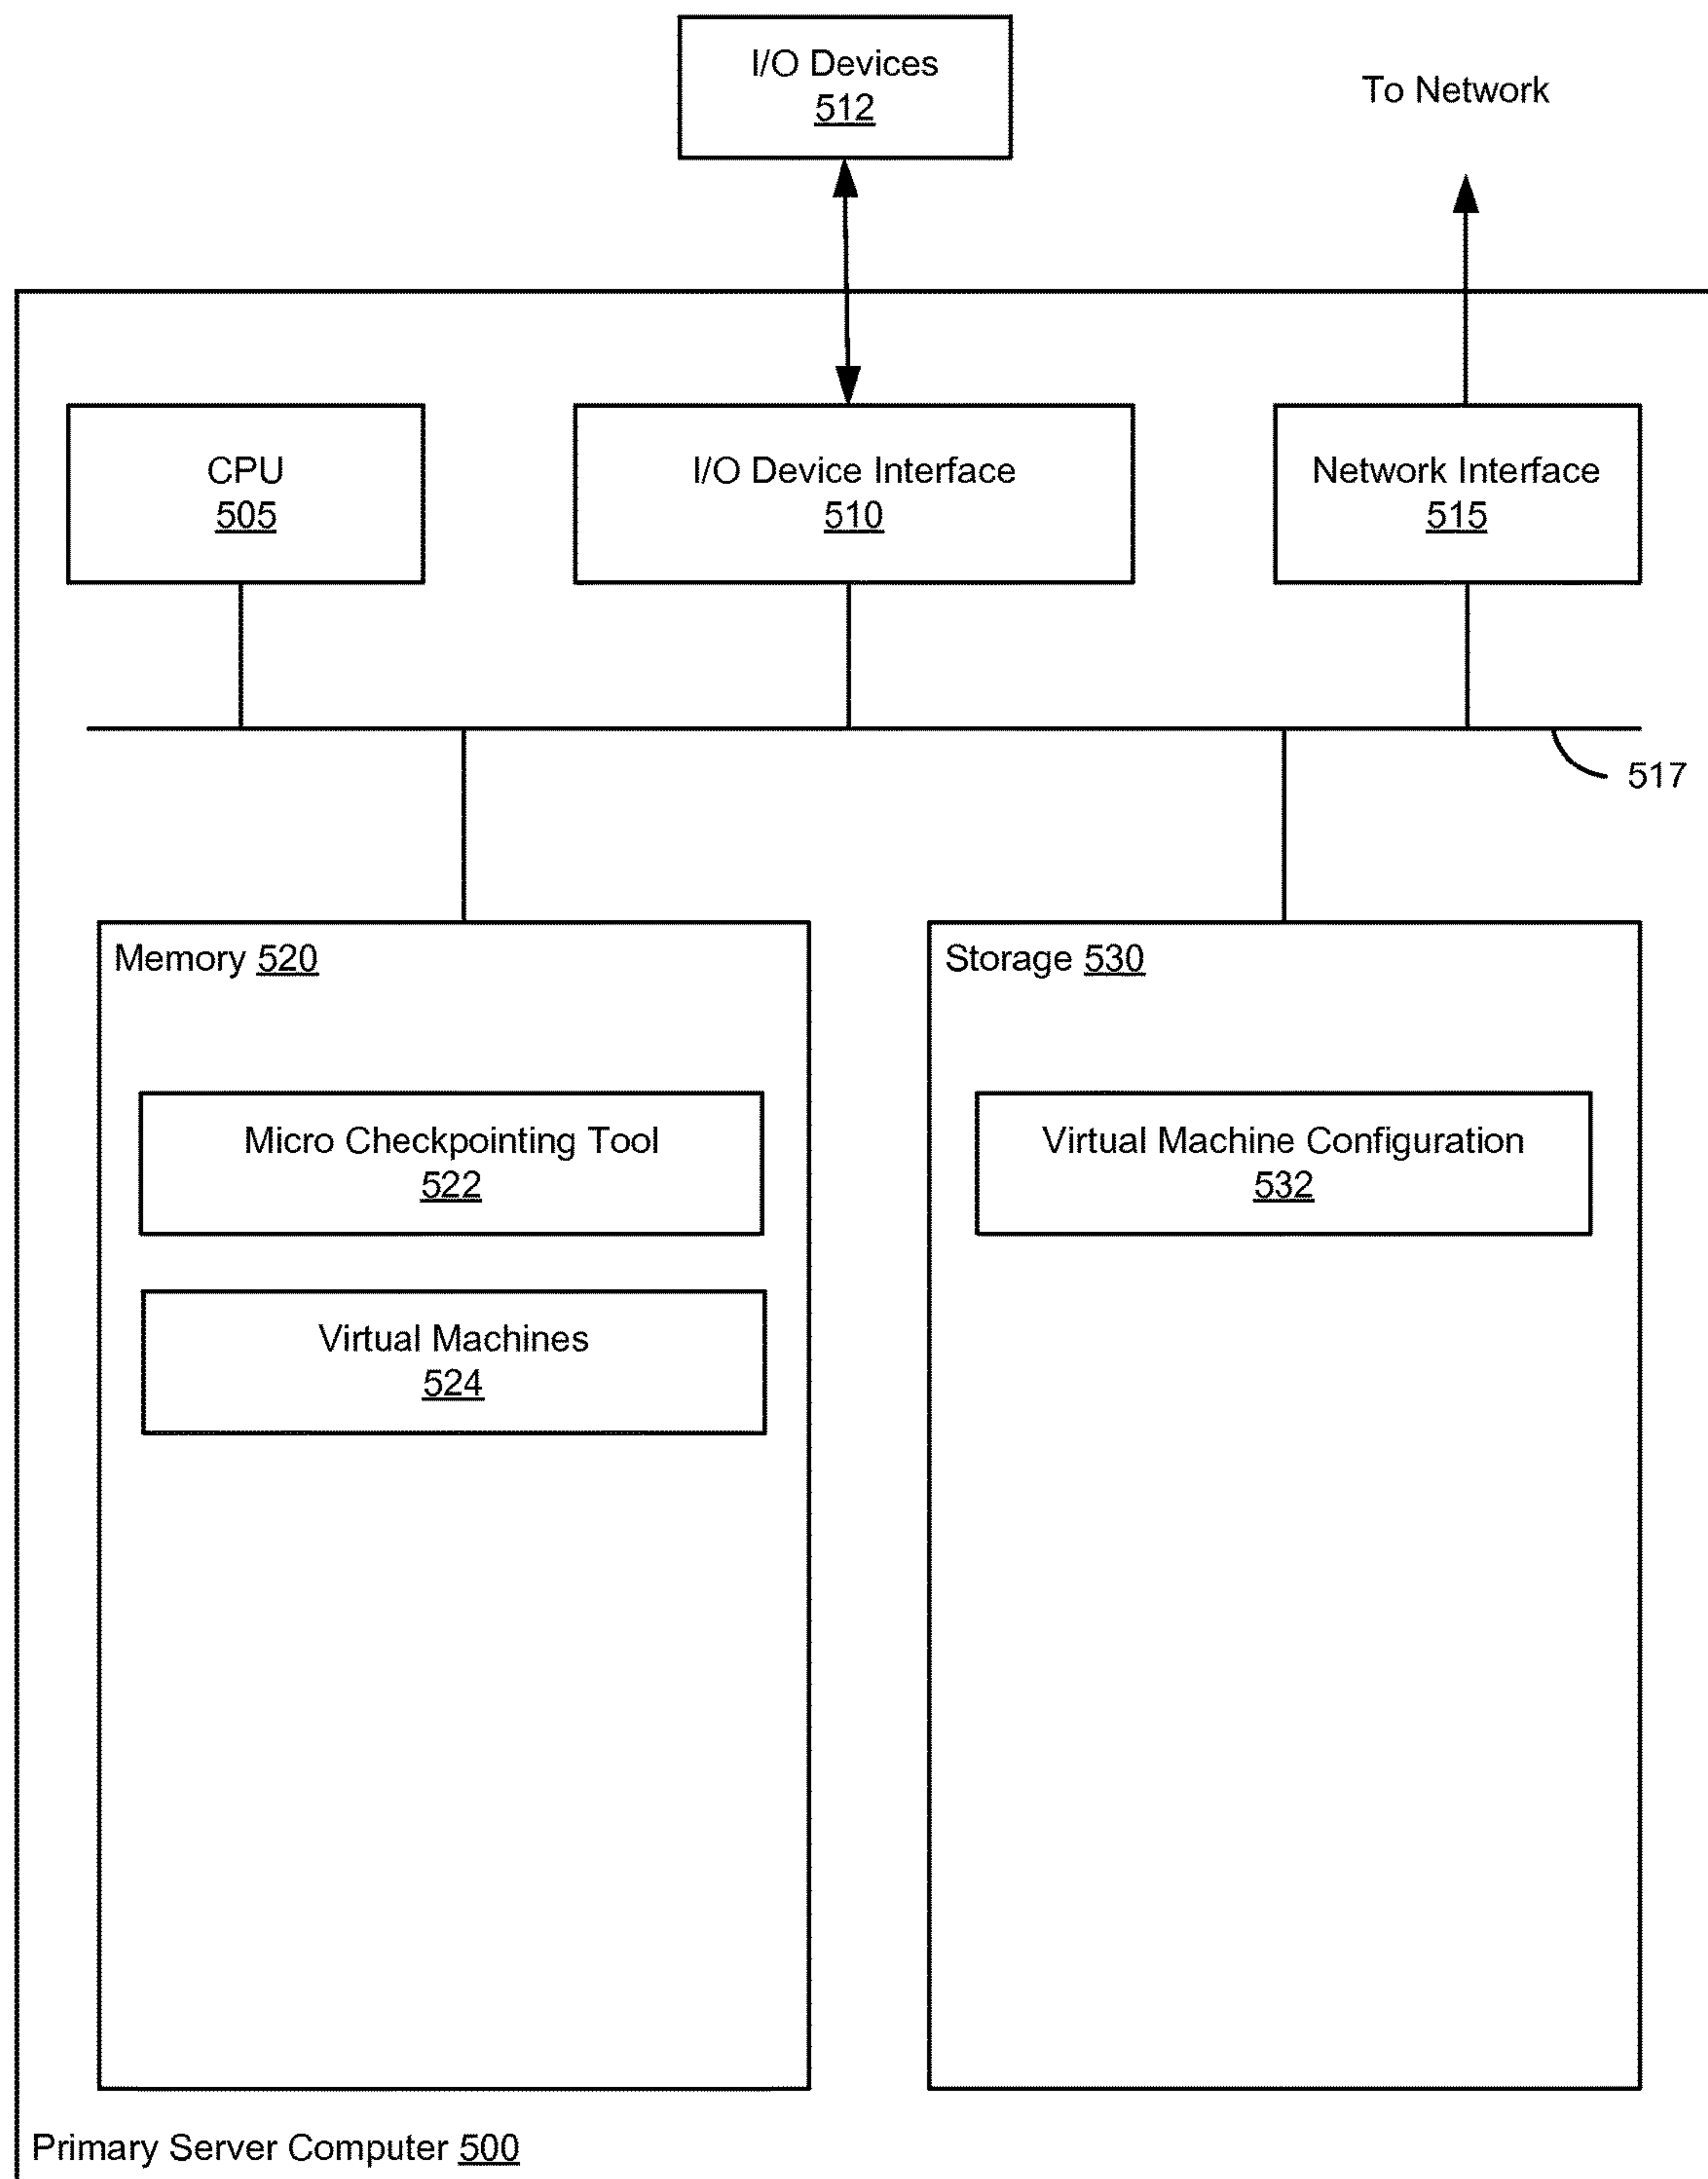 I/O Devices
512
To Network
CPU
505
I/O Device Interface
510
Network Interface
515
517
Memory 520
Storage 530
Micro Checkpointing Tool
522
Virtual Machine Configuration
532
Virtual Machines
524
Primary Server Computer 500